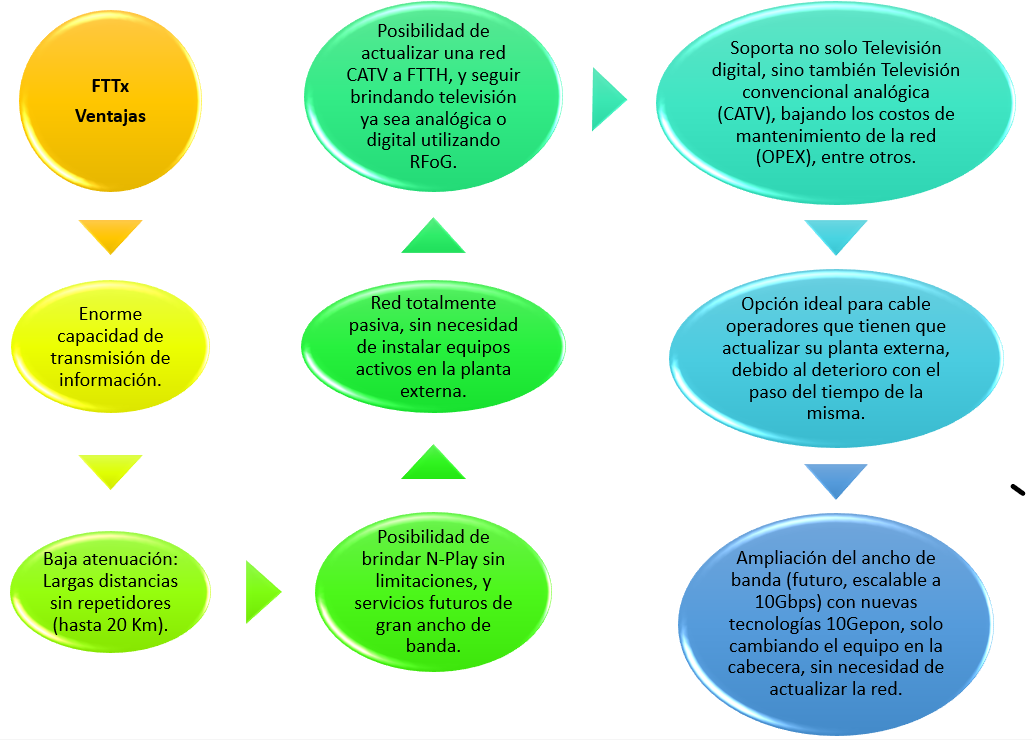 FTTx
Ventajas
Enorme
capacidad de
transmisión de
información.
Baja atenuación:
Largas distancias
sin repetidores
(hasta 20 Km).
Posibilidad de
brindar N-Play sin
limitaciones, y
servicios futuros de
gran ancho de
banda.
Red totalmente
pasiva, sin necesidad
de instalar equipos
activos en la planta
externa.
Posibilidad de
actualizar una red
CATV a FTTH, y seguir
brindando televisión
ya sea analógica o
digital utilizando
RFoG.
Soporta no solo Televisión
digital, sino también Televisión
convencional analógica
(CATV), bajando los costos de
mantenimiento de la red
(OPEX), entre otros.
Opción ideal para cable
operadores que tienen que
actualizar su planta externa,
debido al deterioro con el
paso del tiempo de la
misma.
Ampliación del ancho de
banda (futuro, escalable a
10Gbps) con nuevas
tecnologías 10Gepon, solo
cambiando el equipo en la
cabecera, sin necesidad de
actualizar la red.